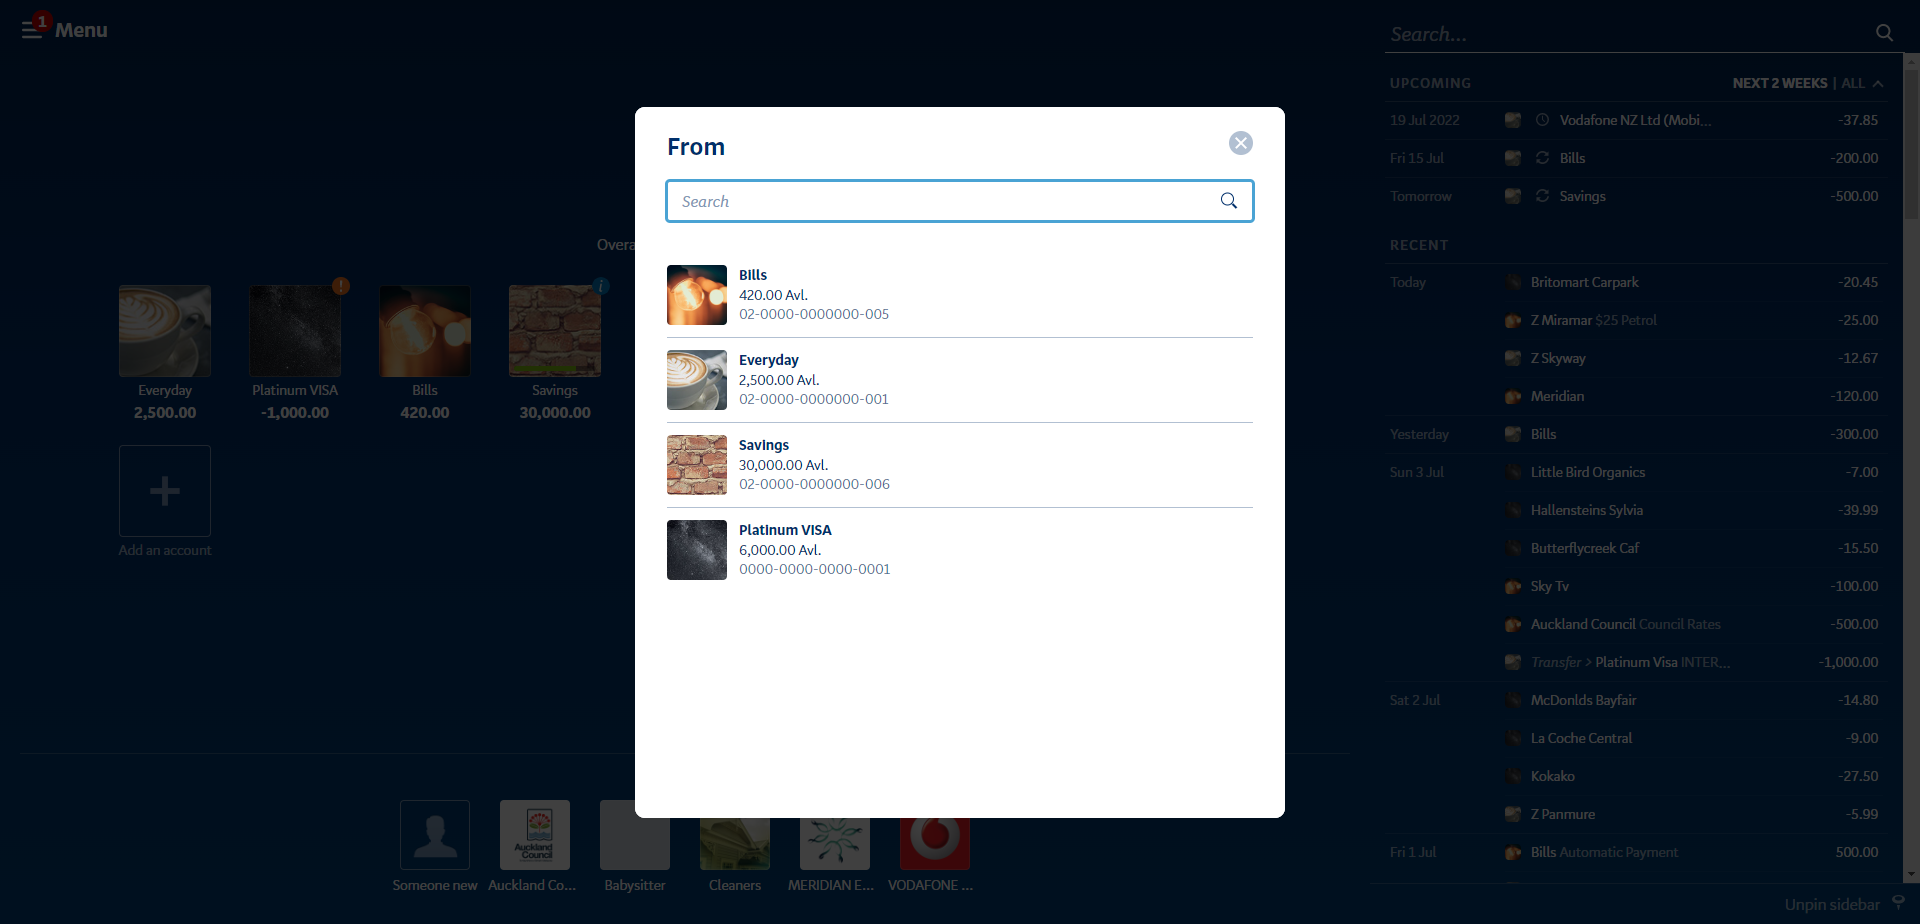 1
Menu
Search...
UPCOMING NEXT 2 WEEKS | ALL
19 Jul 2022 Vodafone NZ Ltd (Mobi... -37.85
Fri 15 Jul Bills -200.00
Tomorrow Savings -500.00
RECENT
Today Britomart Carpark -20.45
Z Miramar $25 Petrol -25.00
Z Skyway -12.67
Meridian -120.00
Yesterday Bills -300.00
Sun 3 Jul Little Bird Organics -7.00
Hallensteins Sylvia -39.99
Butterflycreek Caf -15.50
Sky Tv -100.00
Auckland Council Council Rates -500.00
Transfer > Platinum Visa INTER... -1,000.00
Sat 2 Jul McDonlds Bayfair -14.80
La Coche Central -9.00
Kokako -27.50
Z Panmure -5.99
Fri 1 Jul Bills Automatic Payment 500.00
Unpin sidebar
From
Search
Bills
420.00 Avl.
02-0000-0000000-005
Everyday
2,500.00 Avl.
02-0000-0000000-001
Savings
30,000.00 Avl.
02-0000-0000000-006
Platinum VISA
6,000.00 Avl.
0000-0000-0000-0001
Overa
Everyday
2,500.00
Platinum VISA
-1,000.00
Bills
420.00
Savings
30,000.00
Add an account
Auckland
Council
Someone new
Auckland Co...
Babysitter
Cleaners
MERIDIAN E...
VODAFONE ...